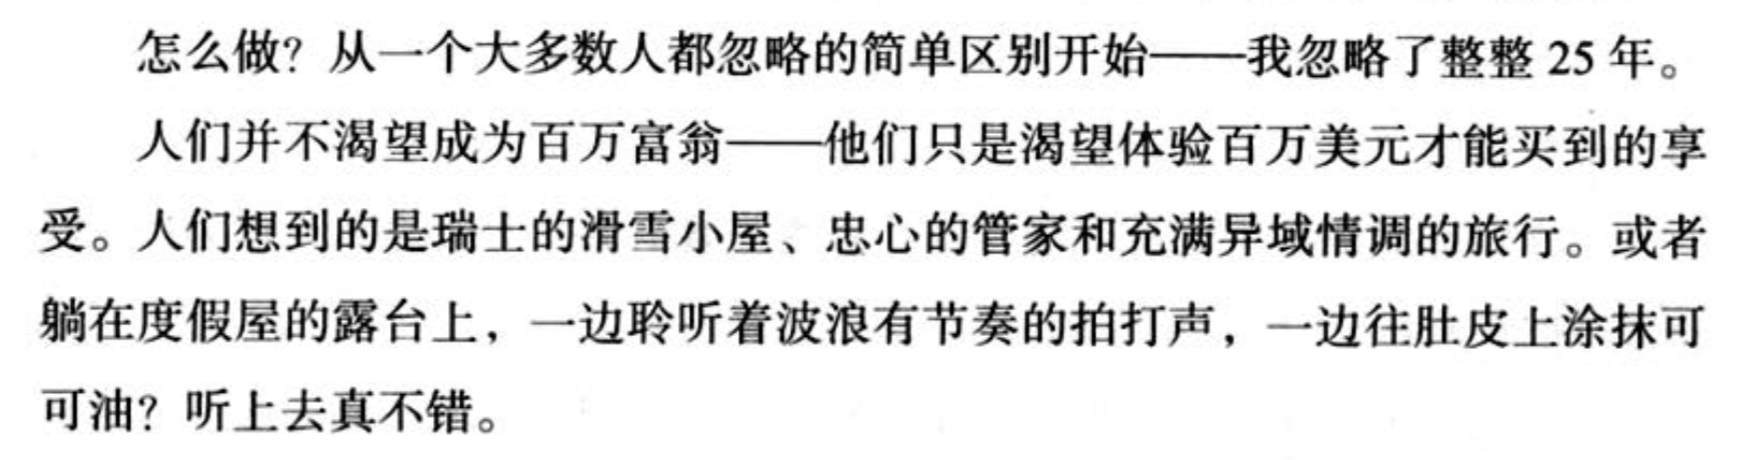 怎么做？从一个大多数人都忽略的简单区别开始——我忽略了整整 25 年。
人们并不渴望成为百万富翁——他们只是渴望体验百万美元才能买到的享
受。人们想到的是瑞士的滑雪小屋、忠心的管家和充满异域情调的旅行。或者
躺在度假屋的露台上，一边聆听着波浪有节奏的拍打声，一边往肚皮上涂抹可
可油？听上去真不错。